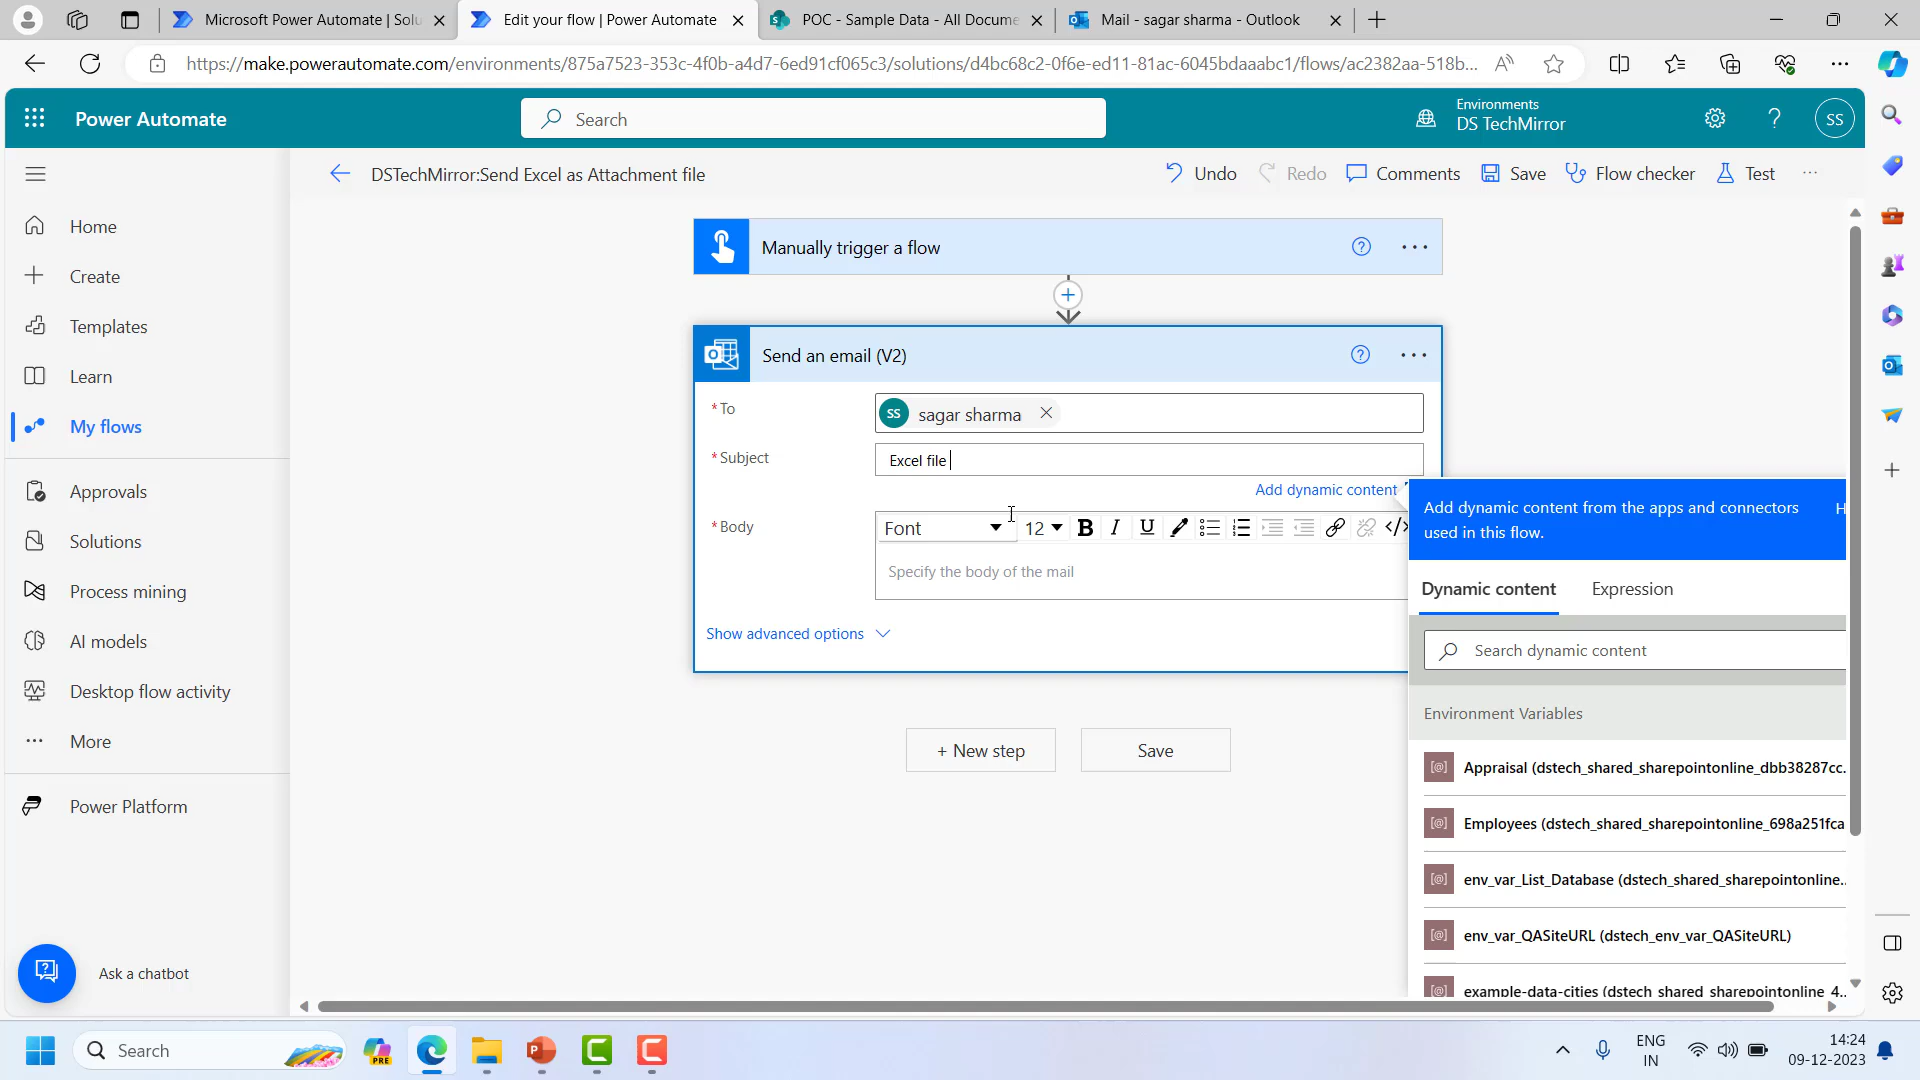 Microsoft Power Automate | Solu
Edit your flow | Power Automate
POC - Sample Data - All Docume
Mail - sagar sharma - Outlook
https://make.powerautomate.com/environments/875a7523-353c-4f0b-a4d7-6ed91cf065c3/solutions/d4bc68c2-0f6e-ed11-81ac-6045bdaaabc1/flows/ac2382aa-518b...
Power Automate
Search
Environments
DS TechMirror
SS
DSTechMirror:Send Excel as Attachment file
Undo
Redo
Comments
Save
Flow checker
Test
Home
Create
Templates
Learn
My flows
Approvals
Solutions
Process mining
AI models
Desktop flow activity
More
Power Platform
Ask a chatbot
Manually trigger a flow
Send an email (V2)
*To
SS sagar sharma
*Subject
Excel file
Add dynamic content
*Body
Font
12
B I U
</>
Specify the body of the mail
Show advanced options
+ New step
Save
Add dynamic content from the apps and connectors
used in this flow.
H
Dynamic content
Expression
Search dynamic content
Environment Variables
Appraisal (dstech_shared_sharepointonline_dbb38287cc.
Employees (dstech_shared_sharepointonline_698a251fca
env_var_List_Database (dstech_shared_sharepointonline..
env_var_QASiteURL (dstech_env_var_QASiteURL)
example-data-cities (dstech_shared_sharepointonline_4..
Search
PRE
ENG
IN
14:24
09-12-2023